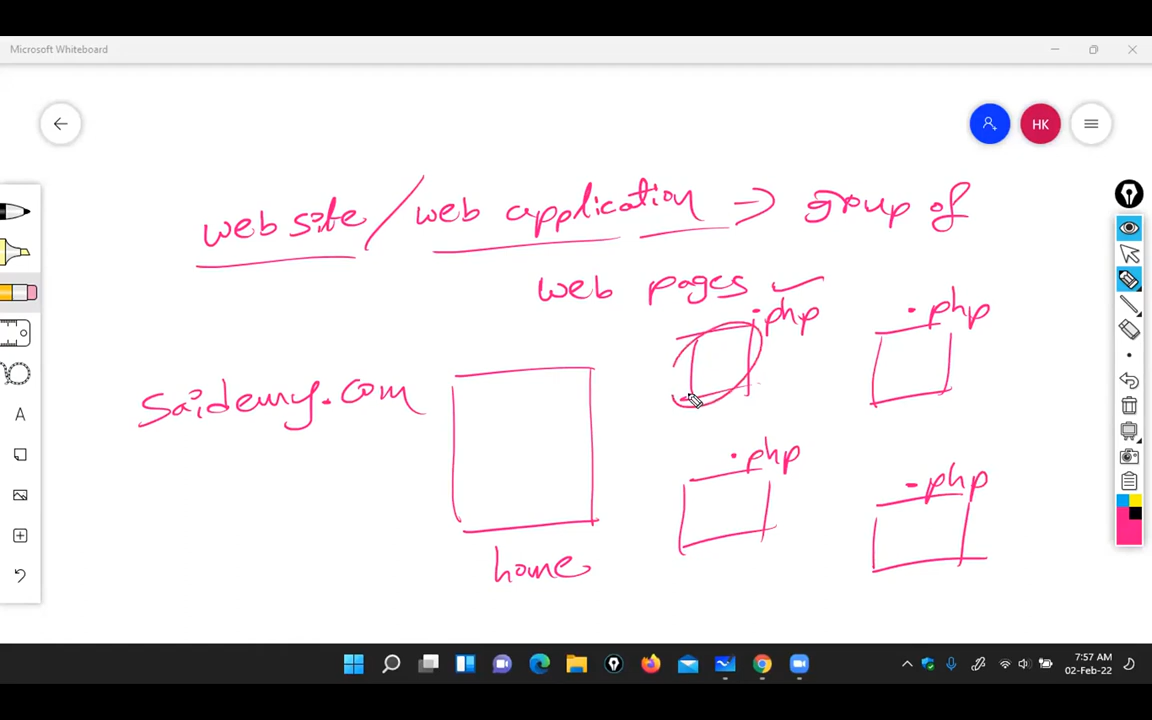 Microsoft Whiteboard
HK
web site / web application → group of
web pages ✓
.php .php
saidemy.com
.php .php
home
A
7:57 AM
02-Feb-22